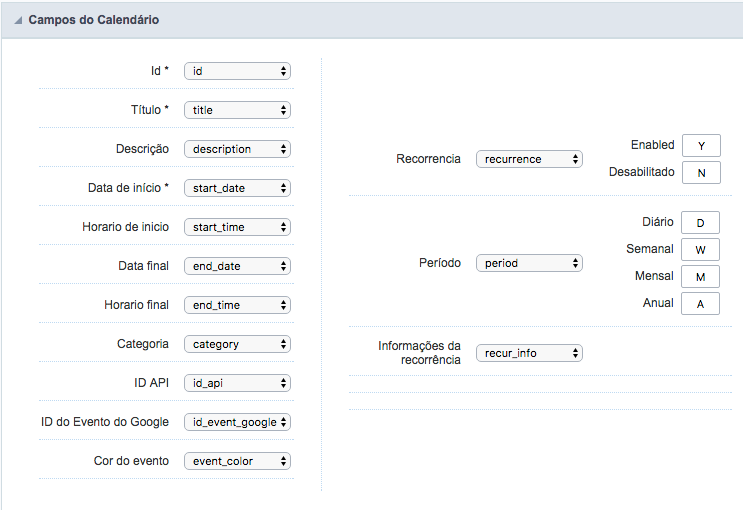 Campos do Calendário
Id * id
Título * title
Descrição description
Data de início * start_date
Horario de inicio start_time
Data final end_date
Horario final end_time
Categoria category
ID API id_api
ID do Evento do Google id_event_google
Cor do evento event_color
Recorrencia recurrence
Enabled Y
Desabilitado N
Período period
Diário D
Semanal W
Mensal M
Anual A
Informações da
recorrência recur_info